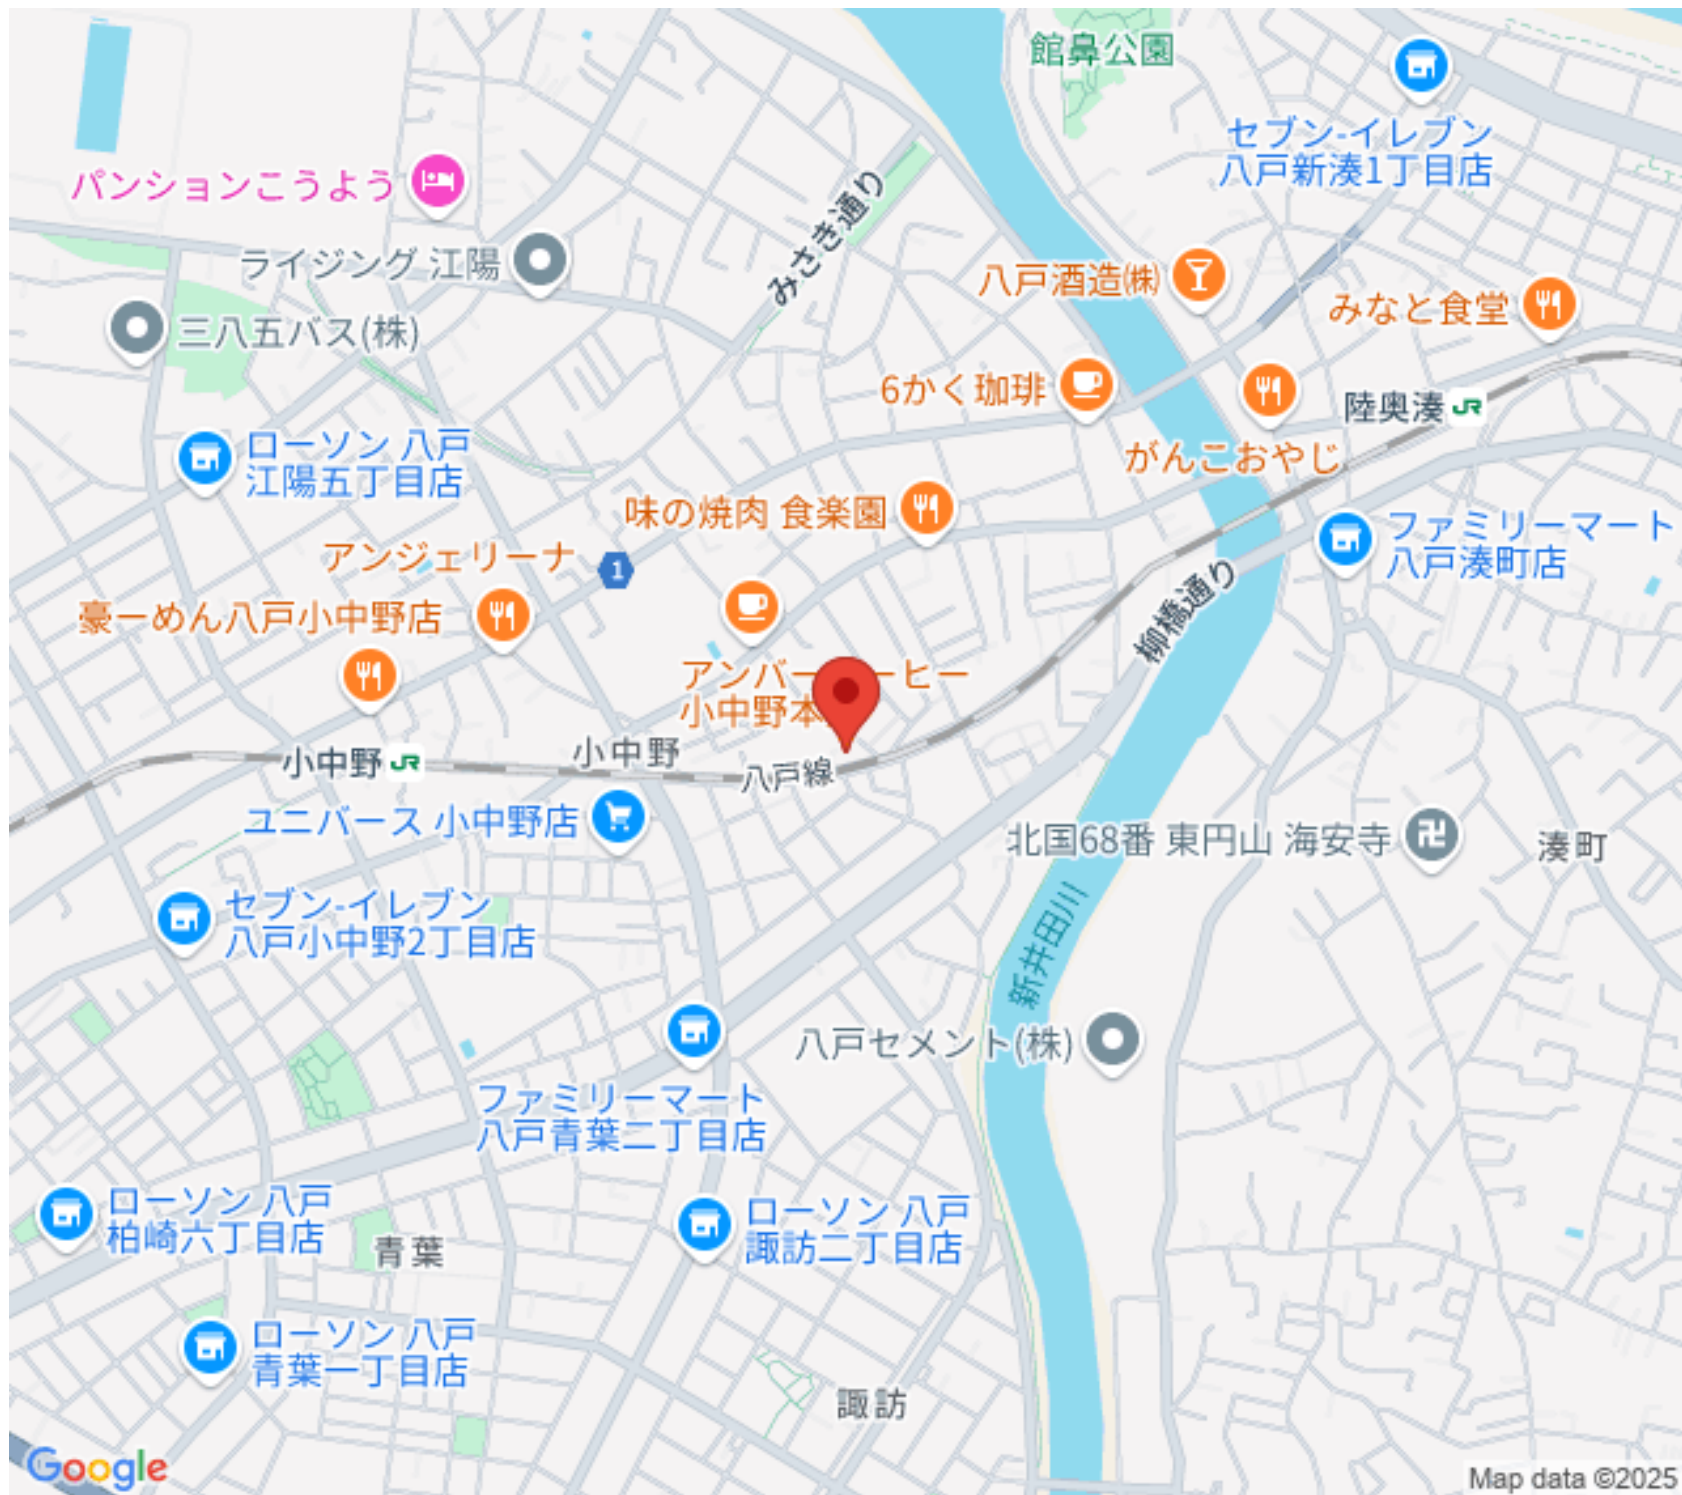 館鼻公園
セブン-イレブン
八戸新湊1丁目店
パンションこうよう
みさき通り
ライジング 江陽
八戸酒造㈱
みなと食堂
三八五バス(株)
6かく珈琲
陸奥湊
JR
ローソン 八戸
江陽五丁目店
がんこおやじ
味の焼肉 食楽園
ファミリーマート
八戸湊町店
アンジェリーナ
1
豪ーめん八戸小中野店
柳橋通り
アンバー
ーヒー
小中野本
小中野
JR
小中野
八戸線
ユニバース 小中野店
北国68番 東円山 海安寺
湊町
セブン-イレブン
八戸小中野2丁目店
新井田川
八戸セメント(株)
ファミリーマート
八戸青葉二丁目店
ローソン 八戸
柏崎六丁目店
ローソン 八戸
諏訪二丁目店
青葉
ローソン 八戸
青葉一丁目店
諏訪
Google
Map data ©2025